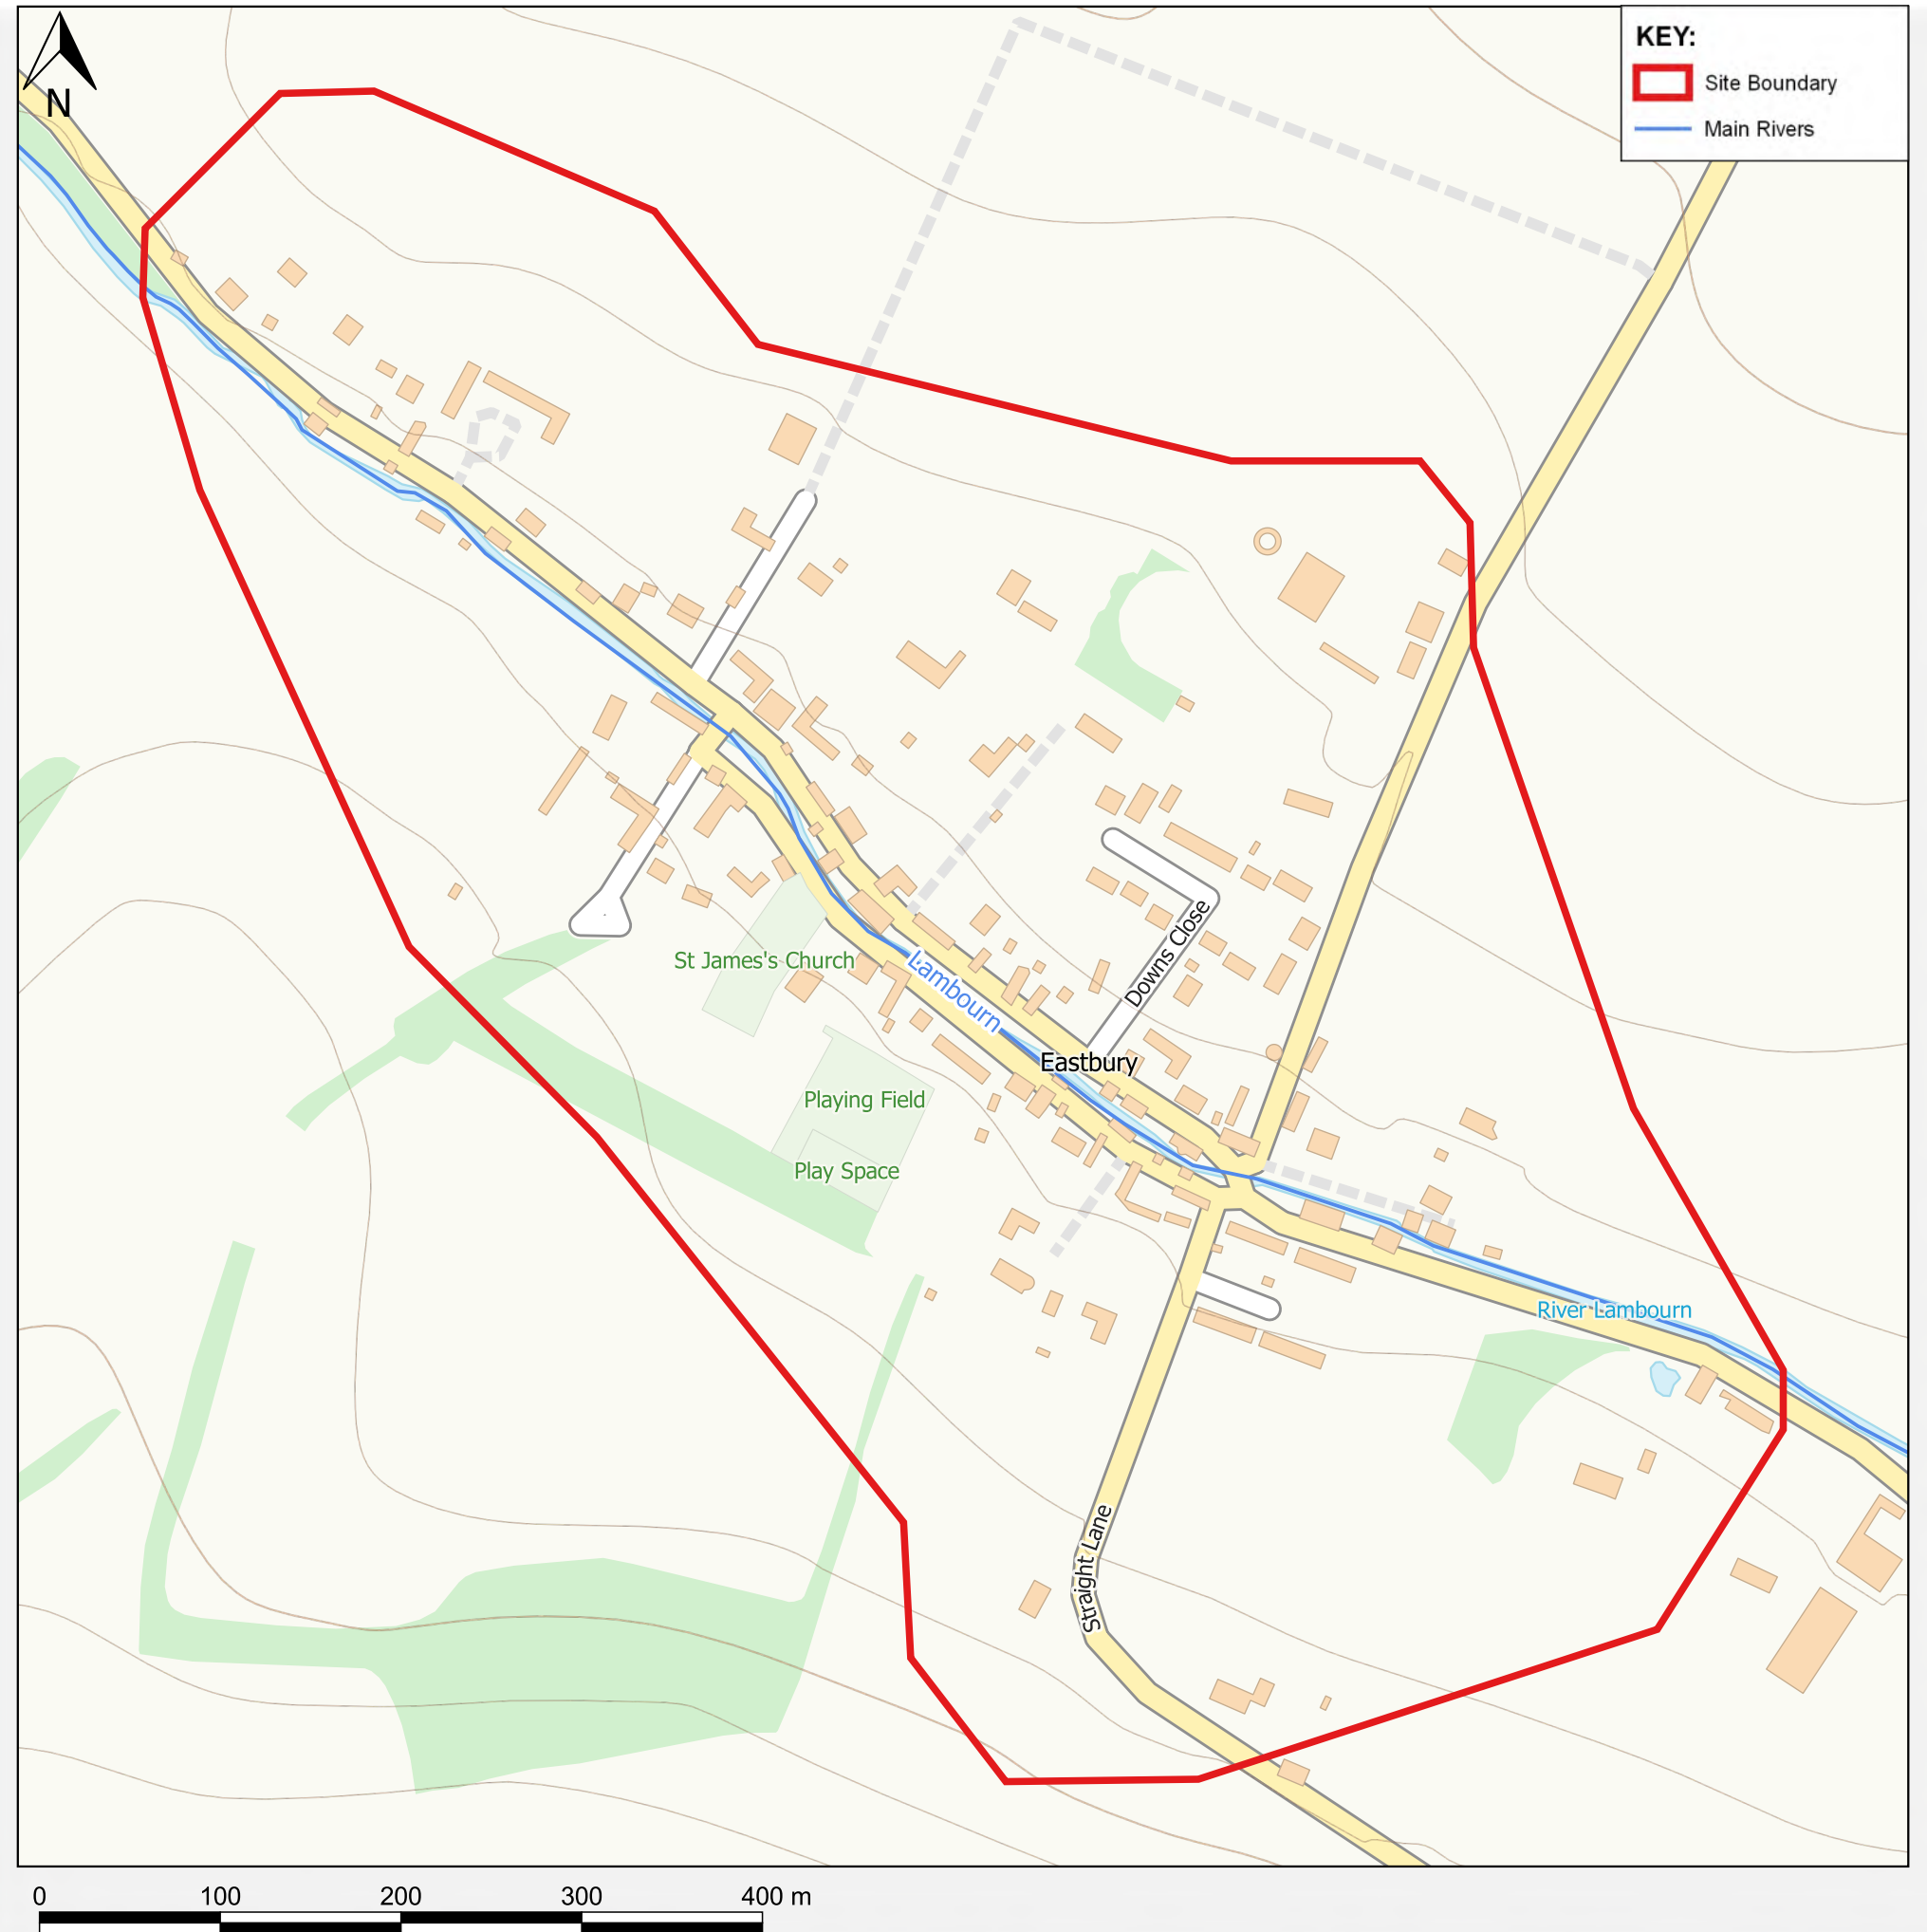 N
KEY:
Site Boundary
Main Rivers
St James's Church
Lambourn
Downs Close
Eastbury
Playing Field
Play Space
River Lambourn
Straight Lane
0 100 200 300 400 m